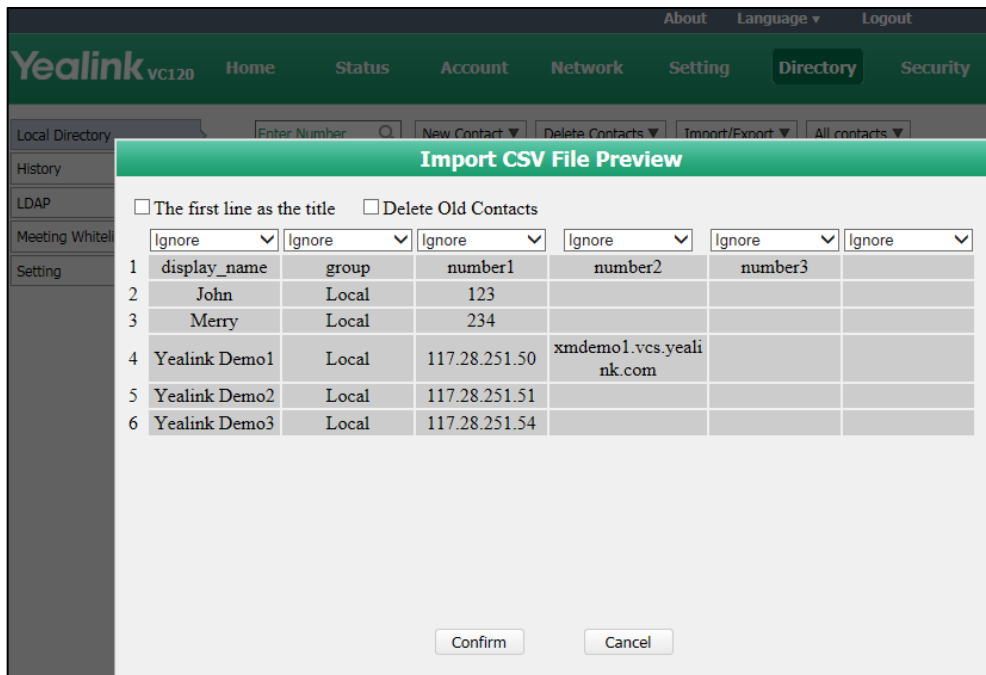 About Language ▼ Logout
Yealink VC120 Home Status Account Network Setting Directory Security
Local Directory Enter Number New Contact ▼ Delete Contacts ▼ Import/Export ▼ All contacts ▼
Import CSV File Preview
History
LDAP
Meeting Whiteli
Setting
The first line as the title Delete Old Contacts
Ignore Ignore Ignore Ignore Ignore Ignore
1 display_name group number1 number2 number3
2 John Local 123
3 Merry Local 234
4 Yealink Demo1 Local 117.28.251.50 xmdemo1.vcs.yeali
nk.com
5 Yealink Demo2 Local 117.28.251.51
6 Yealink Demo3 Local 117.28.251.54
Confirm Cancel